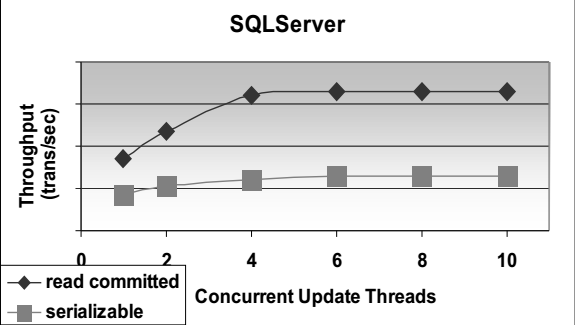 SQLServer
Throughput
(trans/sec)
0 2 4 6 8 10
Concurrent Update Threads
read committed
serializable